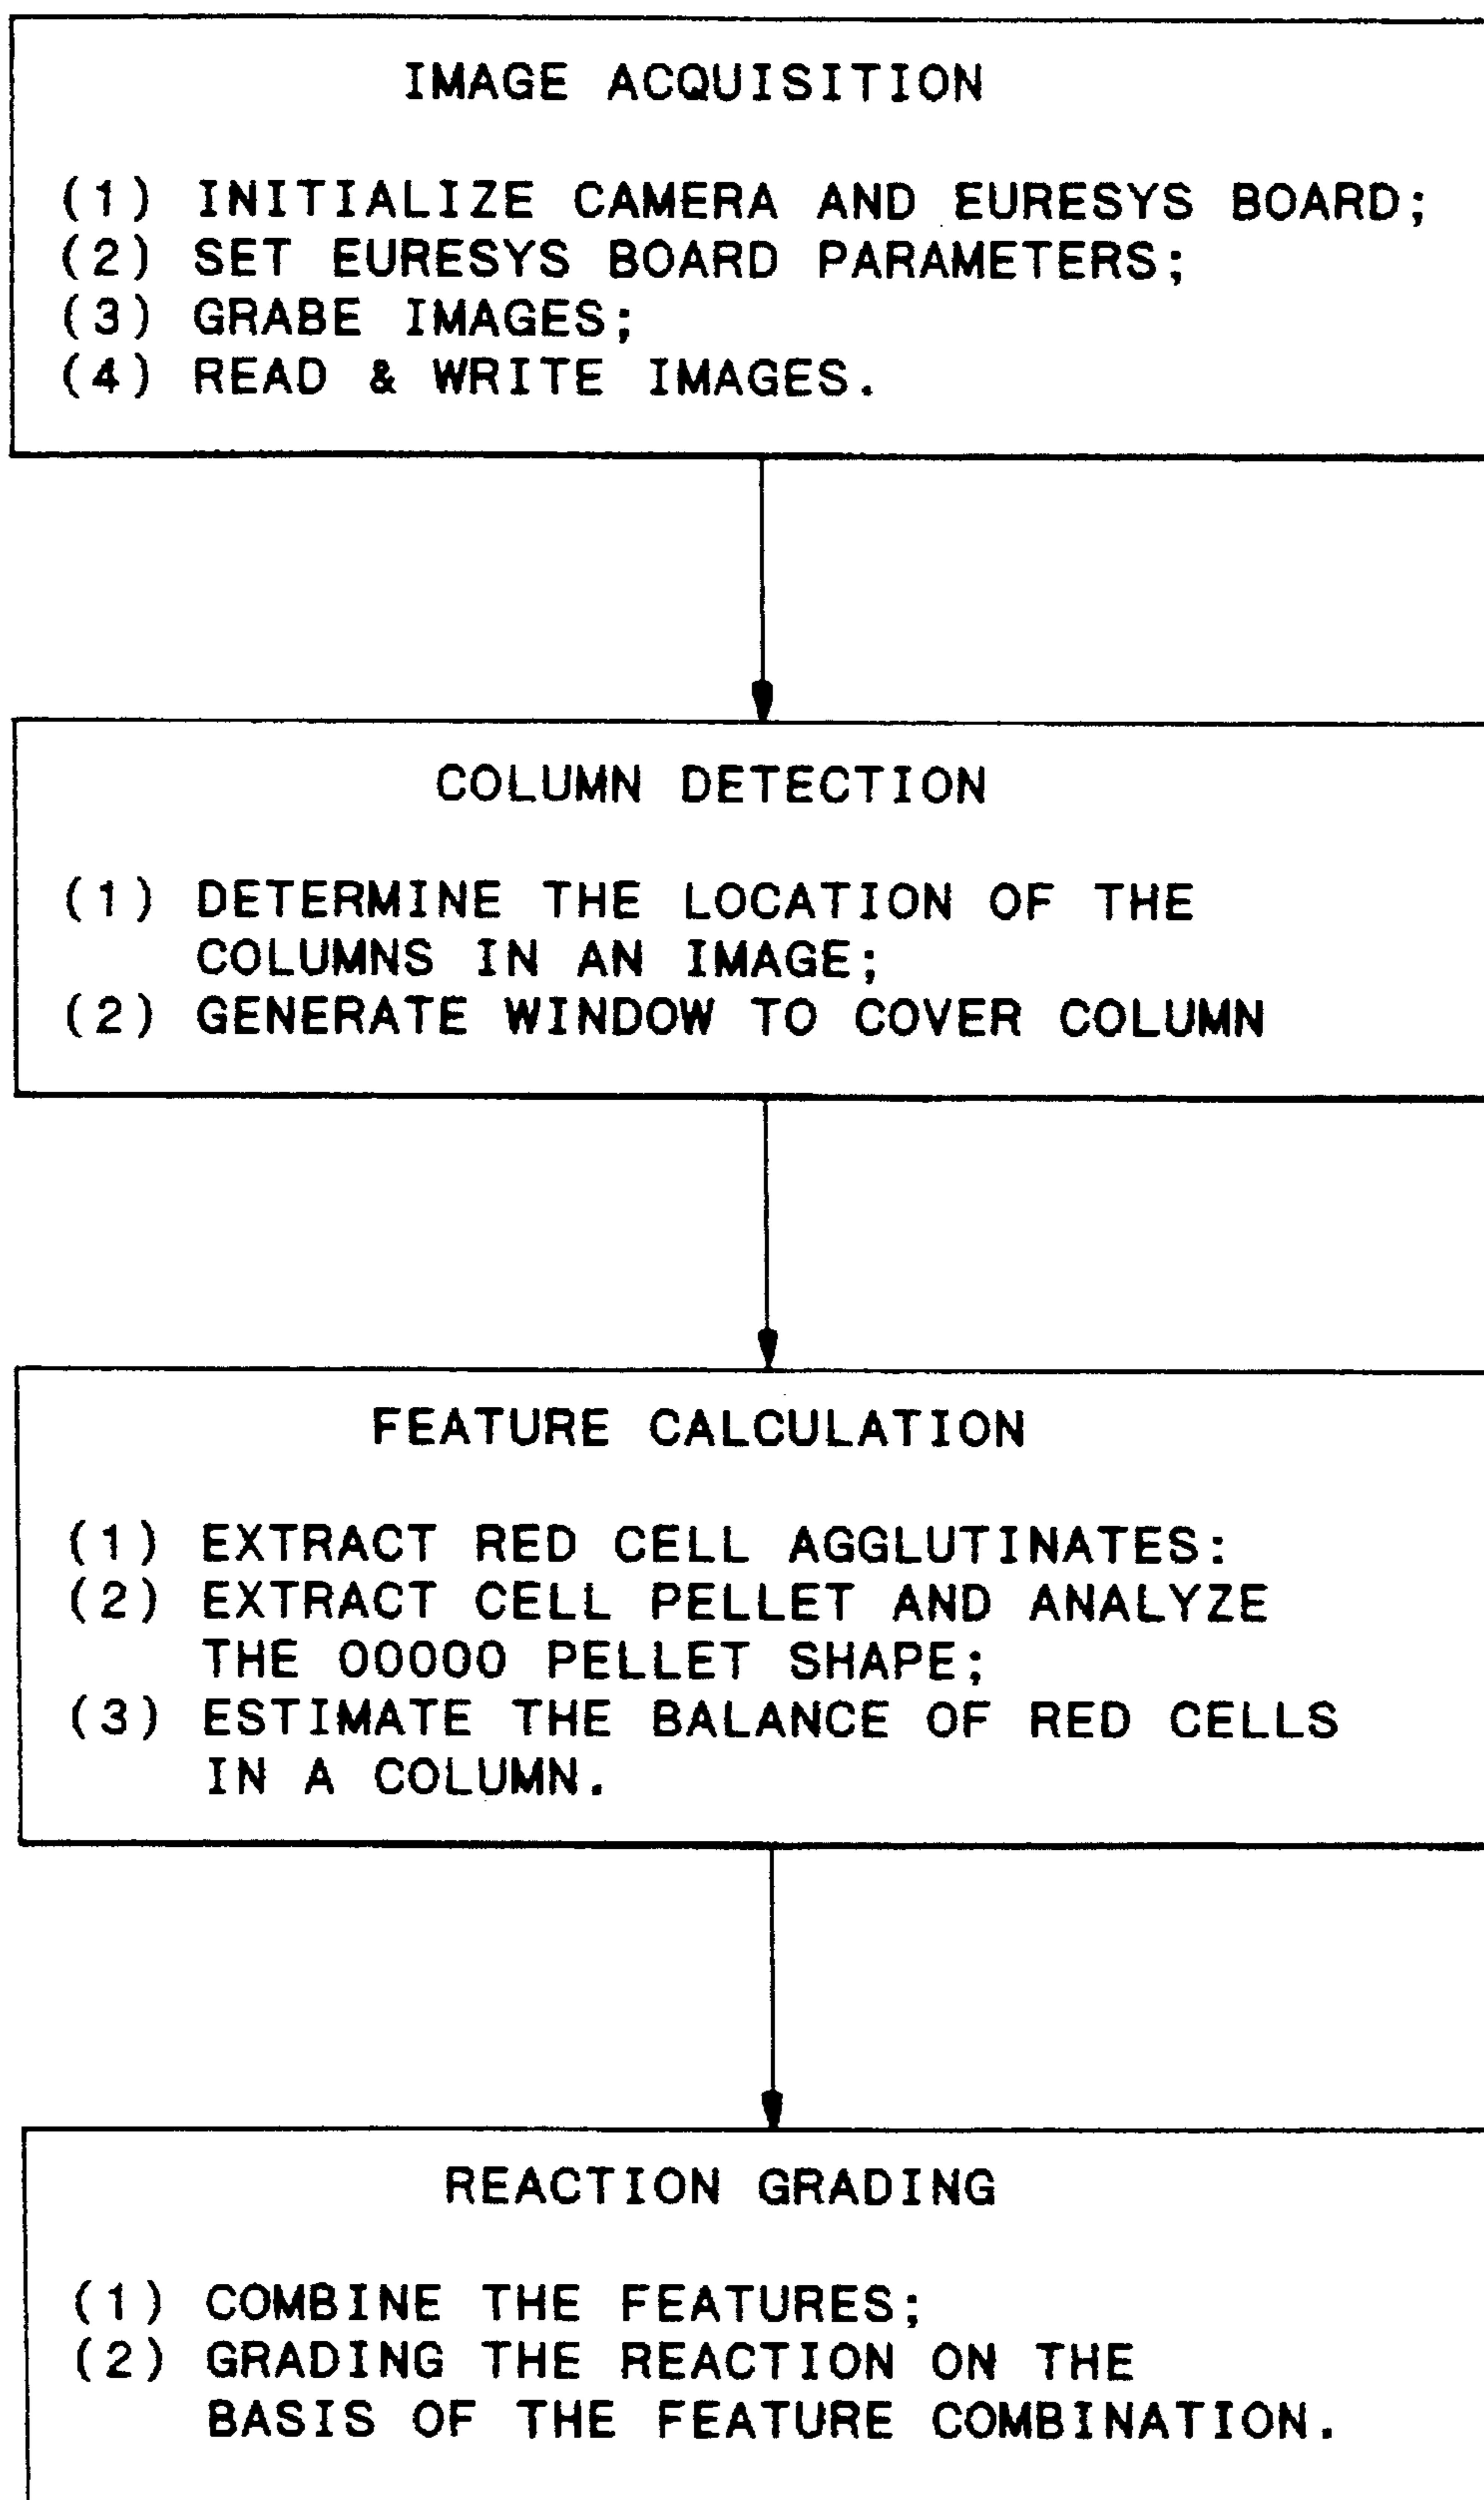 IMAGE ACQUISITION
(1) INITIALIZE CAMERA AND EURESYS BOARD;
(2) SET EURESYS BOARD PARAMETERS;
(3) GRABE IMAGES;
(4) READ & WRITE IMAGES.
COLUMN DETECTION
(1) DETERMINE THE LOCATION OF THE
COLUMNS IN AN IMAGE;
(2) GENERATE WINDOW TO COVER COLUMN
FEATURE CALCULATION
(1) EXTRACT RED CELL AGGLUTINATES:
(2) EXTRACT CELL PELLET AND ANALYZE
THE 00000 PELLET SHAPE;
(3) ESTIMATE THE BALANCE OF RED CELLS
IN A COLUMN.
REACTION GRADING
(1) COMBINE THE FEATURES;
(2) GRADING THE REACTION ON THE
BASIS OF THE FEATURE COMBINATION.